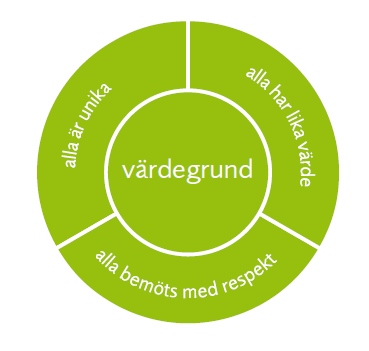 alla är unika
alla har lika värde
värdegrund
alla bemöts med respekt